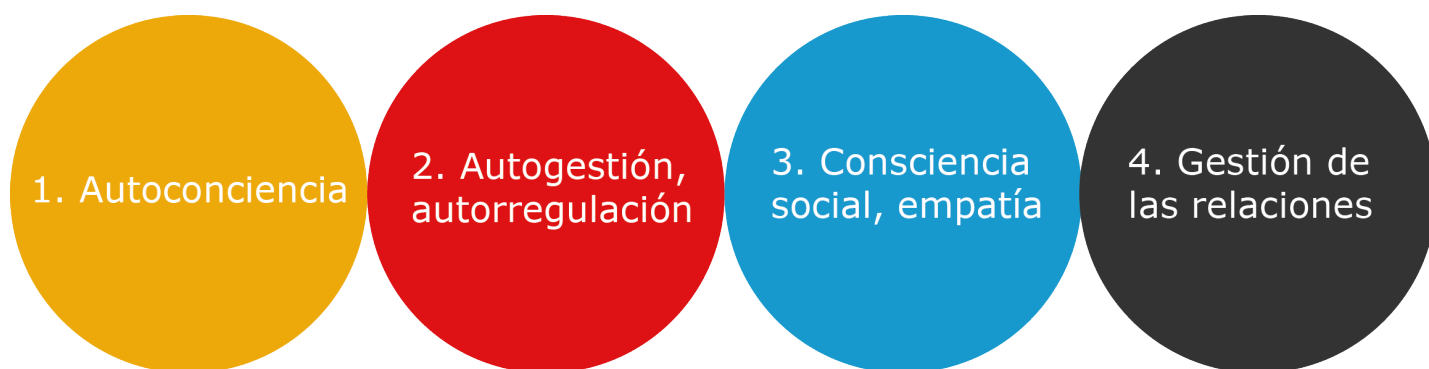 1. Autoconciencia
2. Autogestión,
autorregulación
3. Consciencia
social, empatía
4. Gestión de
las relaciones